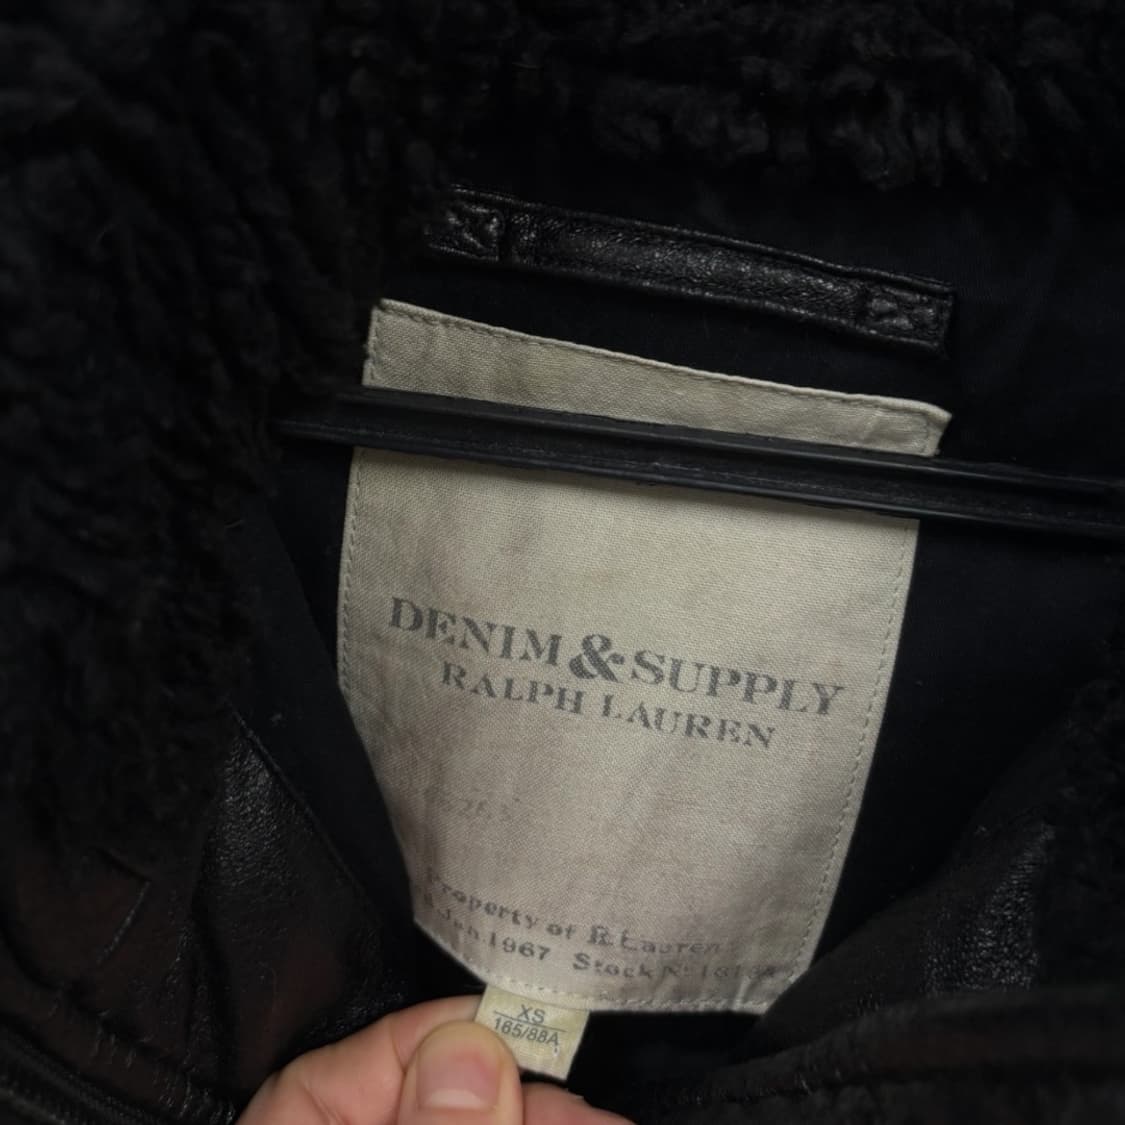 DENIM & SUPPLY
RALPH LAUREN
Property of R. Lauren
Jan. 1967 Stock No
XS
165/88A